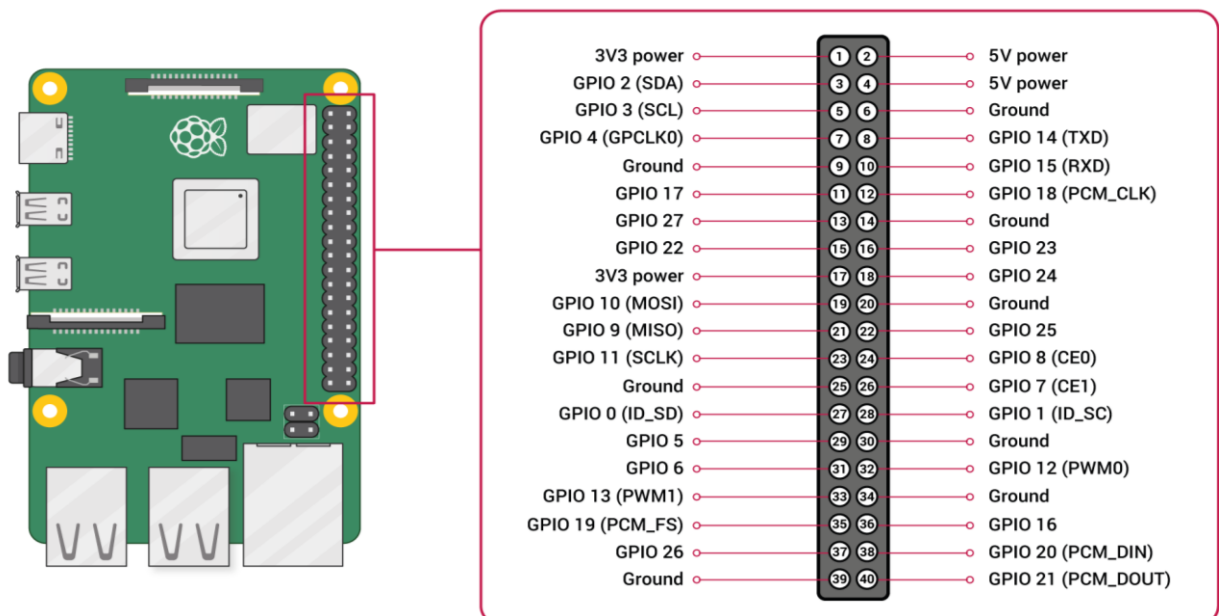 3V3 power 1 2 5V power
GPIO 2 (SDA) 3 4 5V power
GPIO 3 (SCL) 5 6 Ground
GPIO 4 (GPCLK0) 7 8 GPIO 14 (TXD)
Ground 9 10 GPIO 15 (RXD)
GPIO 17 11 12 GPIO 18 (PCM_CLK)
GPIO 27 13 14 Ground
GPIO 22 15 16 GPIO 23
3V3 power 17 18 GPIO 24
GPIO 10 (MOSI) 19 20 Ground
GPIO 9 (MISO) 21 22 GPIO 25
GPIO 11 (SCLK) 23 24 GPIO 8 (CE0)
Ground 25 26 GPIO 7 (CE1)
GPIO 0 (ID_SD) 27 28 GPIO 1 (ID_SC)
GPIO 5 29 30 Ground
GPIO 6 31 32 GPIO 12 (PWM0)
GPIO 13 (PWM1) 33 34 Ground
GPIO 19 (PCM_FS) 35 36 GPIO 16
GPIO 26 37 38 GPIO 20 (PCM_DIN)
Ground 39 40 GPIO 21 (PCM_DOUT)